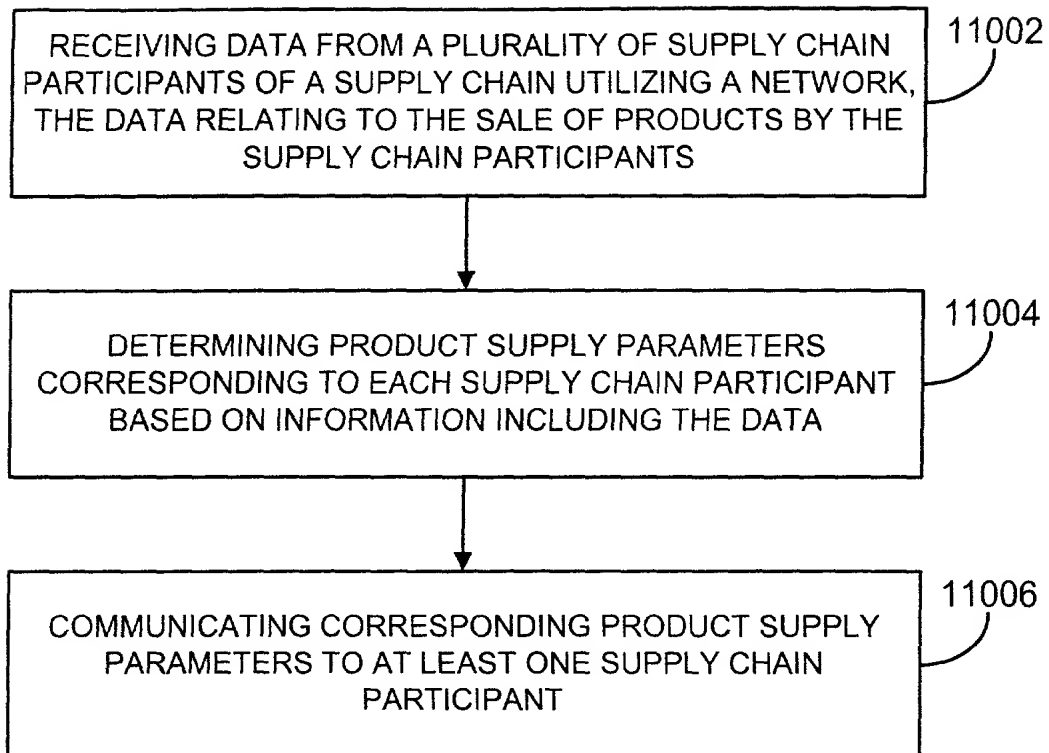 RECEIVING DATA FROM A PLURALITY OF SUPPLY CHAIN
PARTICIPANTS OF A SUPPLY CHAIN UTILIZING A NETWORK,
THE DATA RELATING TO THE SALE OF PRODUCTS BY THE
SUPPLY CHAIN PARTICIPANTS
11002
DETERMINING PRODUCT SUPPLY PARAMETERS
CORRESPONDING TO EACH SUPPLY CHAIN PARTICIPANT
BASED ON INFORMATION INCLUDING THE DATA
11004
COMMUNICATING CORRESPONDING PRODUCT SUPPLY
PARAMETERS TO AT LEAST ONE SUPPLY CHAIN
PARTICIPANT
11006